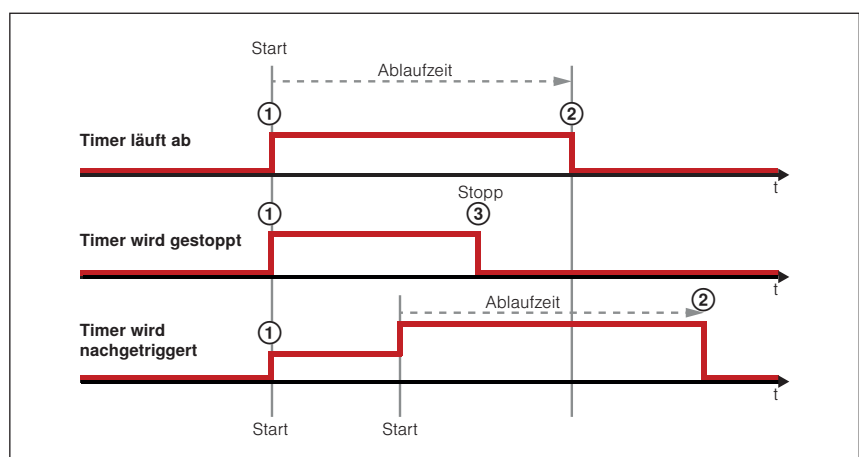 Start
Ablaufzeit
1 2
Timer läuft ab
t
Stopp
1 3
Timer wird gestoppt
Ablaufzeit 2
Timer wird
nachgetriggert
1
t
Start Start